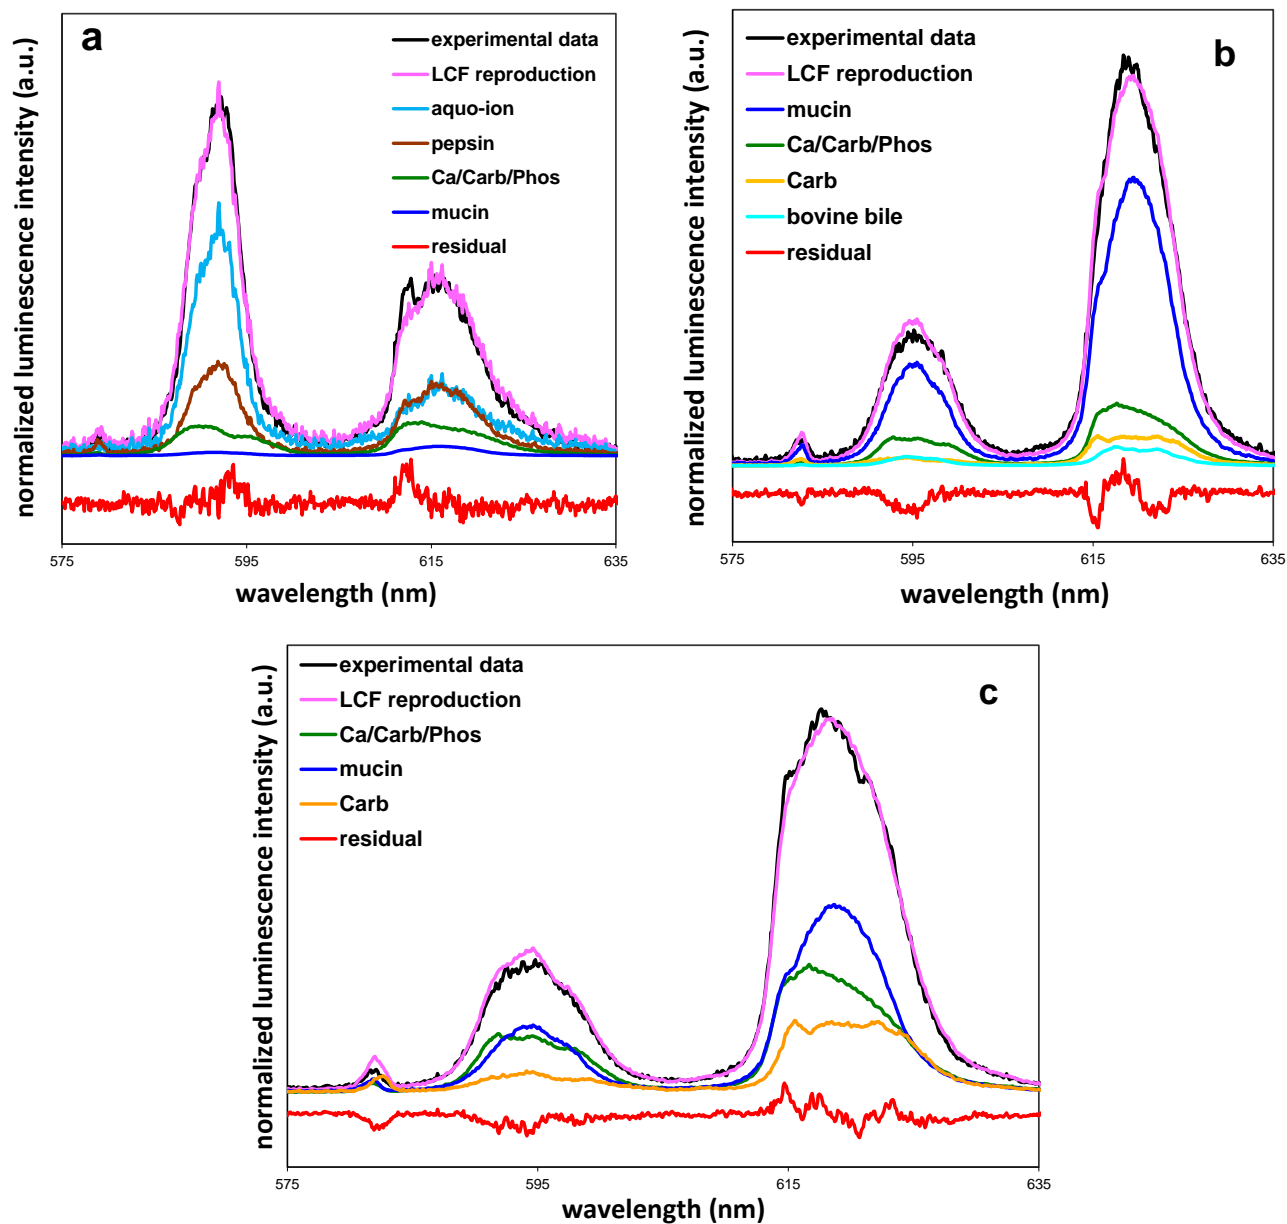 a
experimental data
LCF reproduction
aquo-ion
pepsin
Ca/Carb/Phos
mucin
residual
normalized luminescence intensity (a.u.)
575
595
615
635
wavelength (nm)
b
experimental data
LCF reproduction
mucin
Ca/Carb/Phos
Carb
bovine bile
residual
normalized luminescence intensity (a.u.)
575
595
615
635
wavelength (nm)
c
experimental data
LCF reproduction
Ca/Carb/Phos
mucin
Carb
residual
normalized luminescence intensity (a.u.)
575
595
615
635
wavelength (nm)